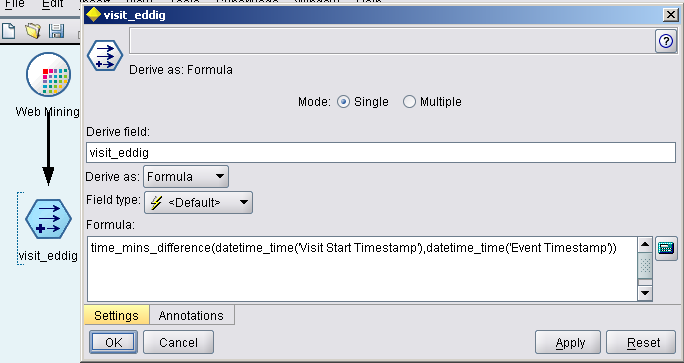 File Edit
visit_eddig
Derive as: Formula
Mode: Single Multiple
Web Mining
Derive field:
visit_eddig
Derive as: Formula
Field type: <Default>
Formula:
time_mins_difference(datetime_time('Visit Start Timestamp'),datetime_time('Event Timestamp'))
visit_eddig
Settings Annotations
OK Cancel Apply Reset